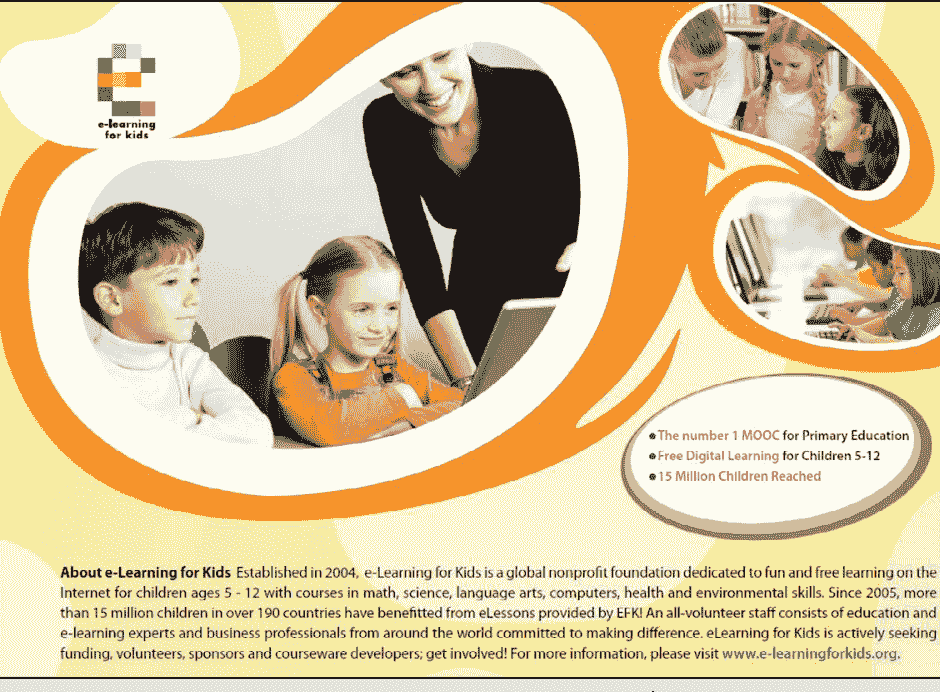 e-learning
for kids
The number 1 MOOC for Primary Education
Free Digital Learning for Children 5-12
15 Million Children Reached
About e-Learning for Kids Established in 2004, e-Learning for Kids is a global nonprofit foundation dedicated to fun and free learning on the
Internet for children ages 5 - 12 with courses in math, science, language arts, computers, health and environmental skills. Since 2005, more
than 15 million children in over 190 countries have benefitted from eLessons provided by EFK! An all-volunteer staff consists of education and
e-learning experts and business professionals from around the world committed to making difference. eLearning for Kids is actively seeking
funding, volunteers, sponsors and courseware developers; get involved! For more information, please visit www.e-learningforkids.org.